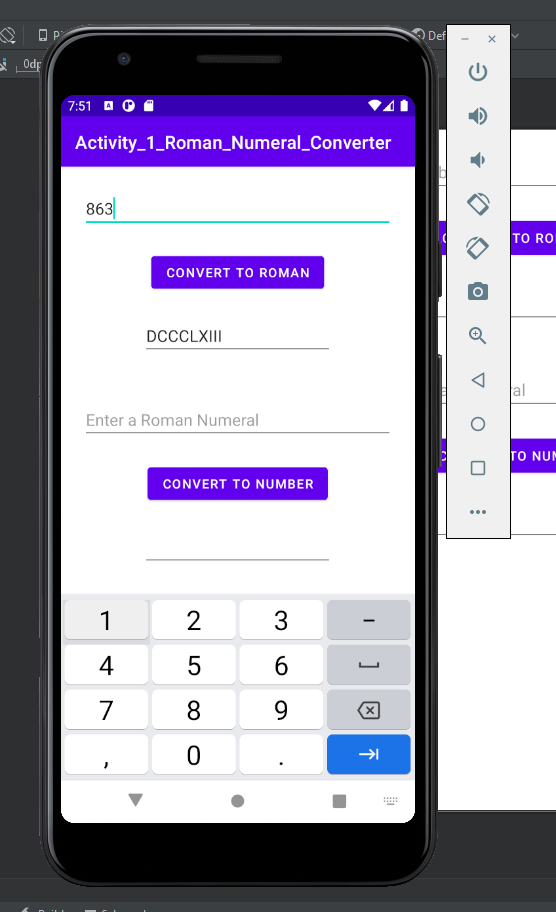 0dp
Def
7:51
Activity_1_Roman_Numeral_Converter
863
CONVERT TO ROMAN
TO RO
DCCCLXIII
Enter a Roman Numeral
ral
CONVERT TO NUMBER
TO NUM
1 2 3 –
4 5 6
7 8 9
, 0 .